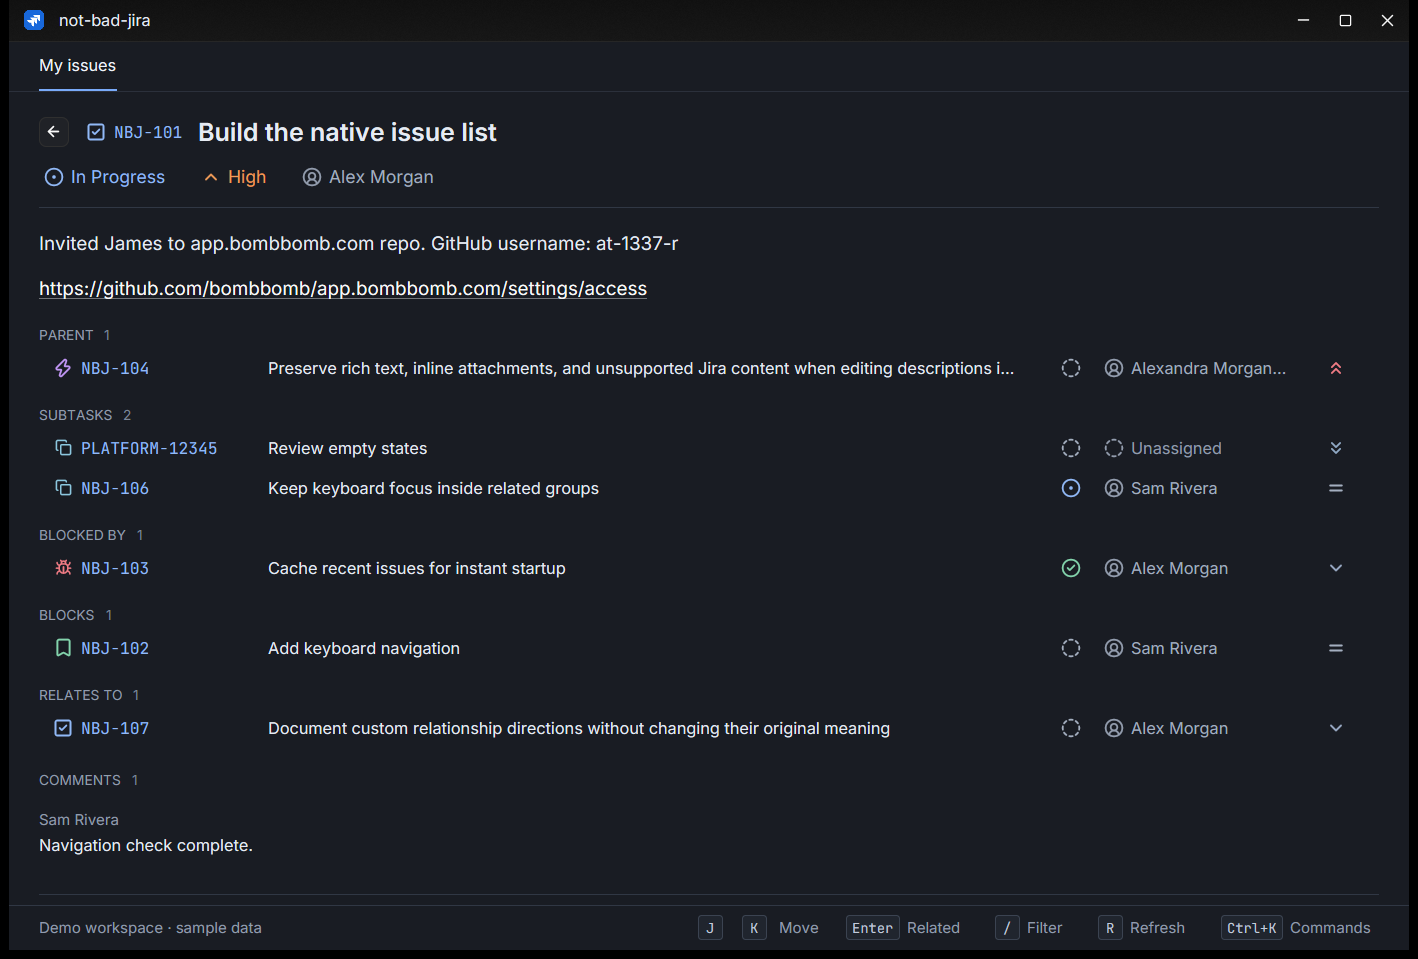 not-bad-jira
My issues
NBJ-101 Build the native issue list
In Progress High Alex Morgan
Invited James to app.bombbomb.com repo. GitHub username: at-1337-r
https://github.com/bombbomb/app.bombbomb.com/settings/access
PARENT 1
NBJ-104 Preserve rich text, inline attachments, and unsupported Jira content when editing descriptions i... Alexandra Morgan...
SUBTASKS 2
PLATFORM-12345 Review empty states Unassigned
NBJ-106 Keep keyboard focus inside related groups Sam Rivera
BLOCKED BY 1
NBJ-103 Cache recent issues for instant startup Alex Morgan
BLOCKS 1
NBJ-102 Add keyboard navigation Sam Rivera
RELATES TO 1
NBJ-107 Document custom relationship directions without changing their original meaning Alex Morgan
COMMENTS 1
Sam Rivera
Navigation check complete.
Demo workspace · sample data J K Move Enter Related / Filter R Refresh Ctrl+K Commands